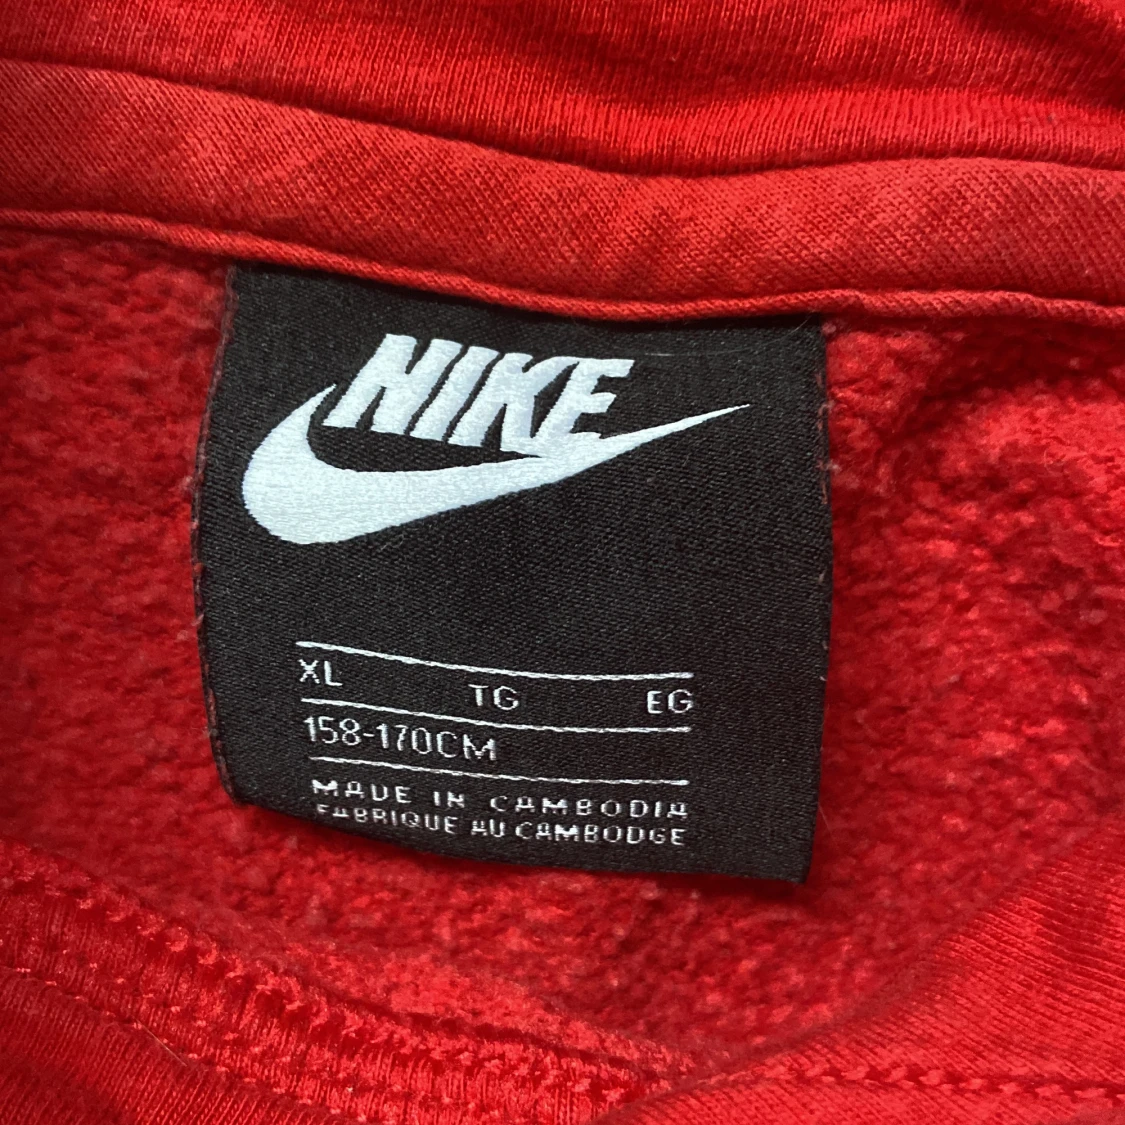 NIKE
XL TG EG
158-170CM
MADE IN CAMBODIA
FABRIQUE AU CAMBODGE